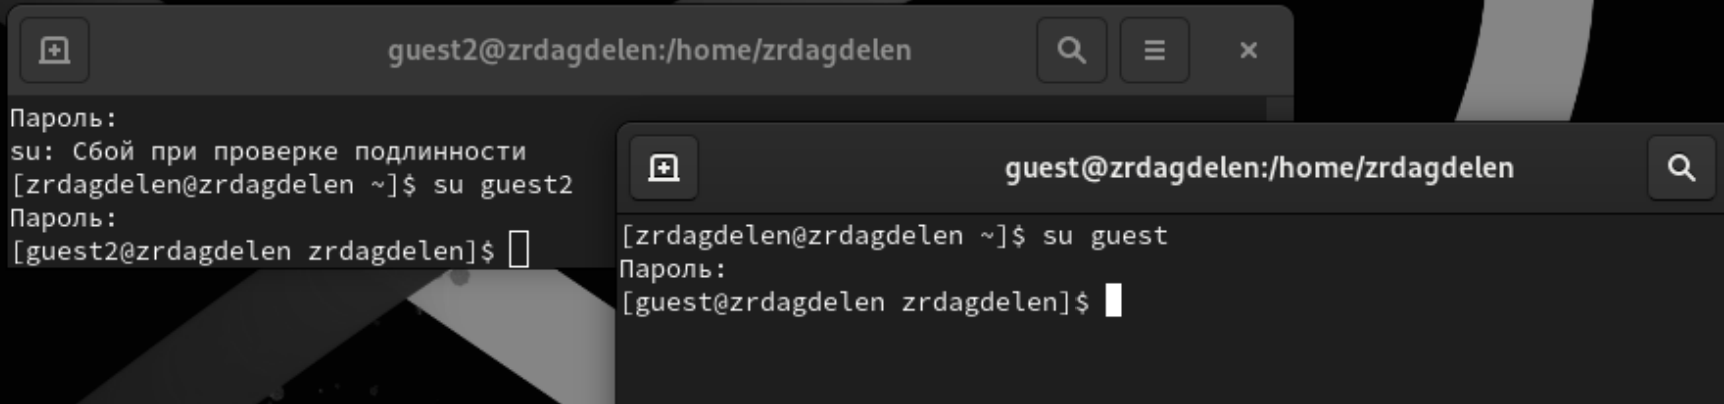 guest2@zrdagdelen:/home/zrdagdelen
Пароль:
su: Сбой при проверке подлинности
[zrdagdelen@zrdagdelen ~]$ su guest2
Пароль:
[guest2@zrdagdelen zrdagdelen]$
guest@zrdagdelen:/home/zrdagdelen
[zrdagdelen@zrdagdelen ~]$ su guest
Пароль:
[guest@zrdagdelen zrdagdelen]$